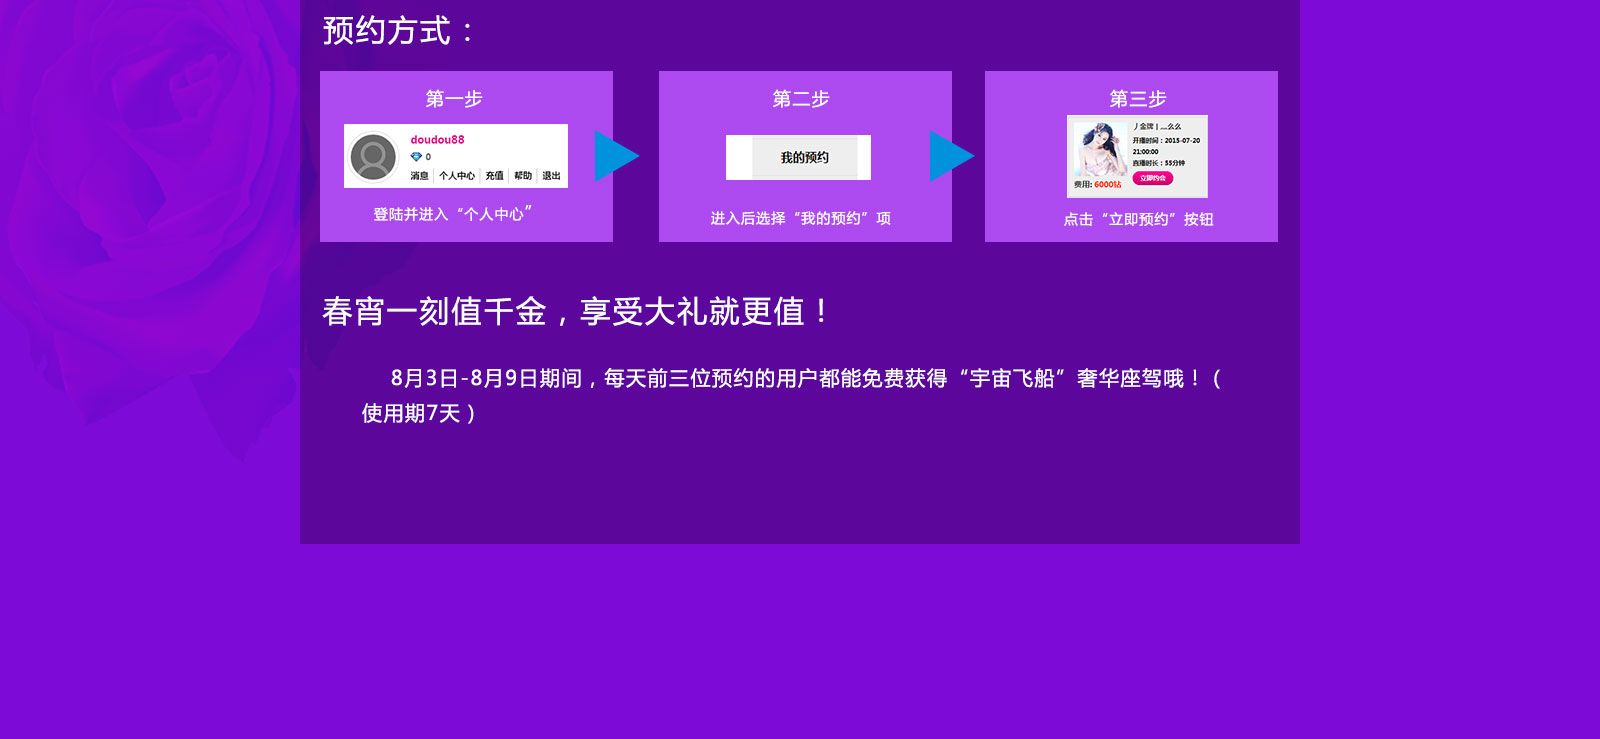 预约方式：
第一步
doudou88
0
消息 个人中心 充值 帮助 退出
登陆并进入“个人中心”
第二步
我的预约
进入后选择“我的预约”项
第三步
丿金牌丨灬么么
开播时间：2015-07-20
21:00:00
直播时长：55分钟
立即约会
费用: 6000钻
点击“立即预约”按钮
春宵一刻值千金，享受大礼就更值！
8月3日-8月9日期间，每天前三位预约的用户都能免费获得“宇宙飞船”奢华座驾哦！（
使用期7天）